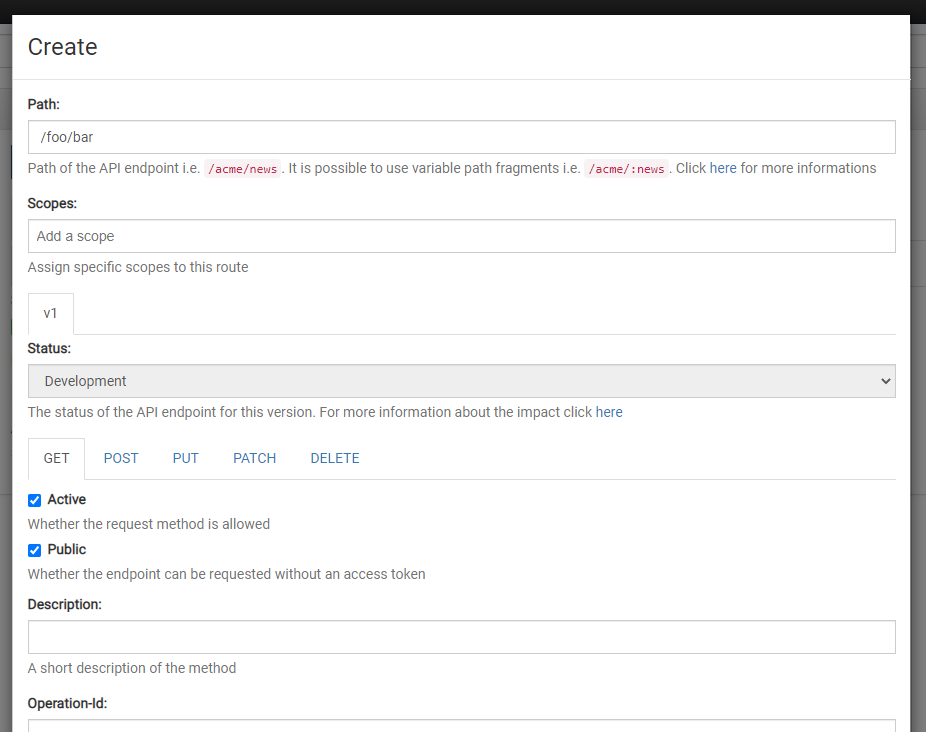 Create
Path:
/foo/bar
Path of the API endpoint i.e. /acme/news . It is possible to use variable path fragments i.e. /acme/:news . Click here for more informations
Scopes:
Add a scope
Assign specific scopes to this route
v1
Status:
Development
The status of the API endpoint for this version. For more information about the impact click here
GET POST PUT PATCH DELETE
Active
Whether the request method is allowed
Public
Whether the endpoint can be requested without an access token
Description:
A short description of the method
Operation-Id: